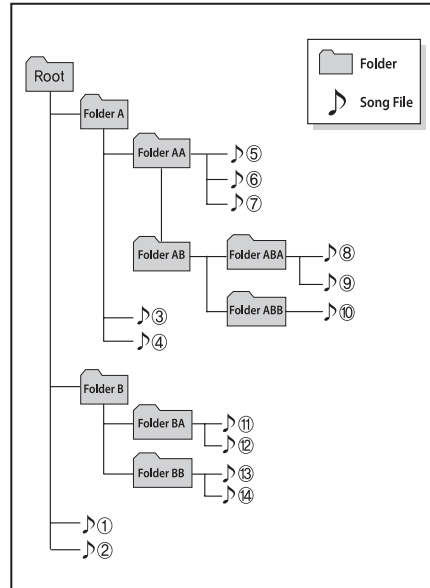 Root
Folder
Song File
Folder A
Folder AA
⑤
⑥
⑦
Folder AB
Folder ABA
⑧
⑨
Folder ABB
⑩
③
④
Folder B
Folder BA
⑪
⑫
Folder BB
⑬
⑭
①
②